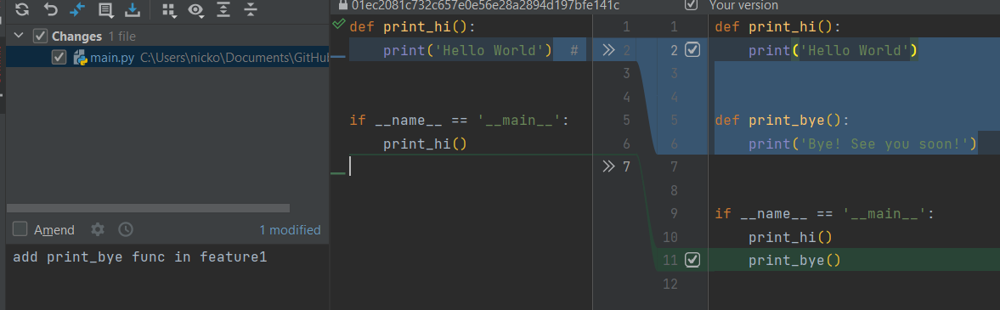 01ec2081c732c657e0e56e28a2894d197bfe141c
Your version
Changes 1 file
main.py C:\Users\nicko\Documents\GitHub
Amend
1 modified
add print_bye func in feature1
def print_hi():
print('Hello World') #
if __name__ == '__main__':
print_hi()
1
2
3
4
5
6
7
1
2
3
4
5
6
7
8
9
10
11
12
def print_hi():
print('Hello World')
def print_bye():
print('Bye! See you soon!')
if __name__ == '__main__':
print_hi()
print_bye()